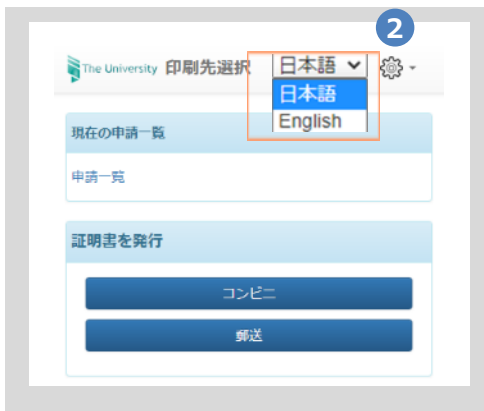 2
The University 印刷先選択 日本語
日本語
English
現在の申請一覧
申請一覧
証明書を発行
コンビニ
郵送